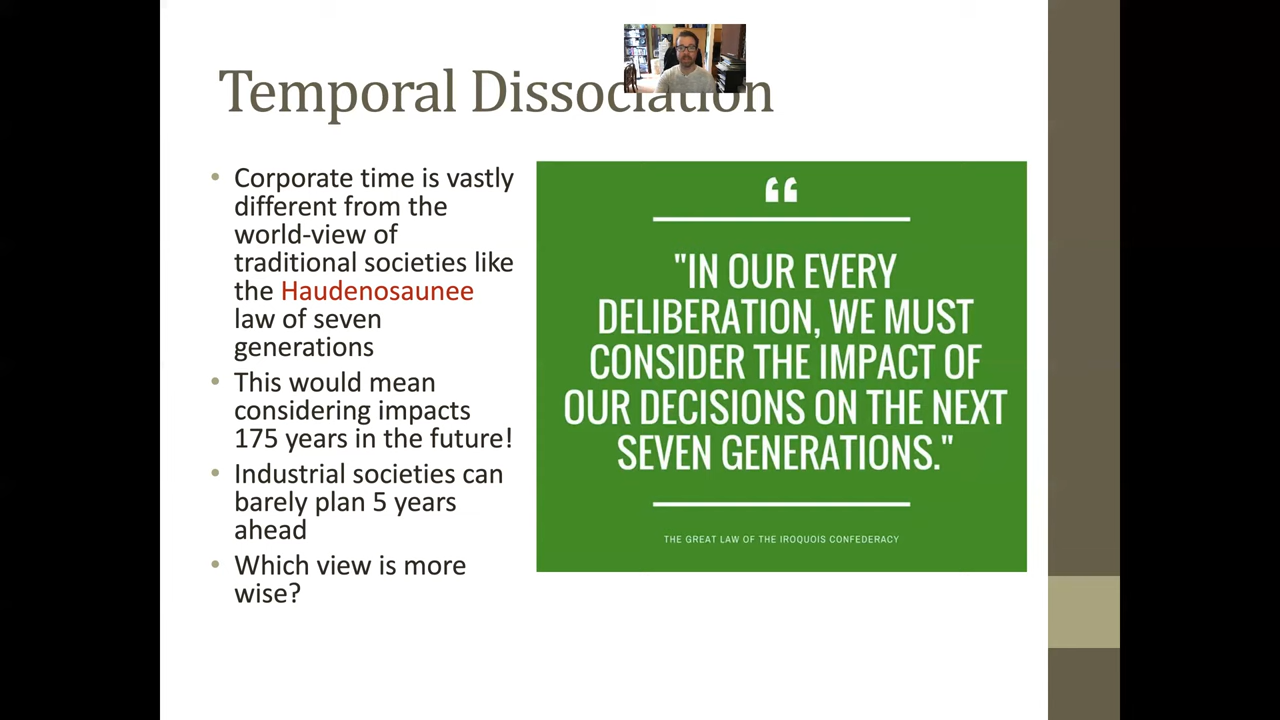 Temporal Dissociation
• Corporate time is vastly
different from the
world-view of
traditional societies like
the Haudenosaunee
law of seven
generations
• This would mean
considering impacts
175 years in the future!
• Industrial societies can
barely plan 5 years
ahead
• Which view is more
wise?
“
"IN OUR EVERY
DELIBERATION, WE MUST
CONSIDER THE IMPACT OF
OUR DECISIONS ON THE NEXT
SEVEN GENERATIONS."
THE GREAT LAW OF THE IROQUOIS CONFEDERACY